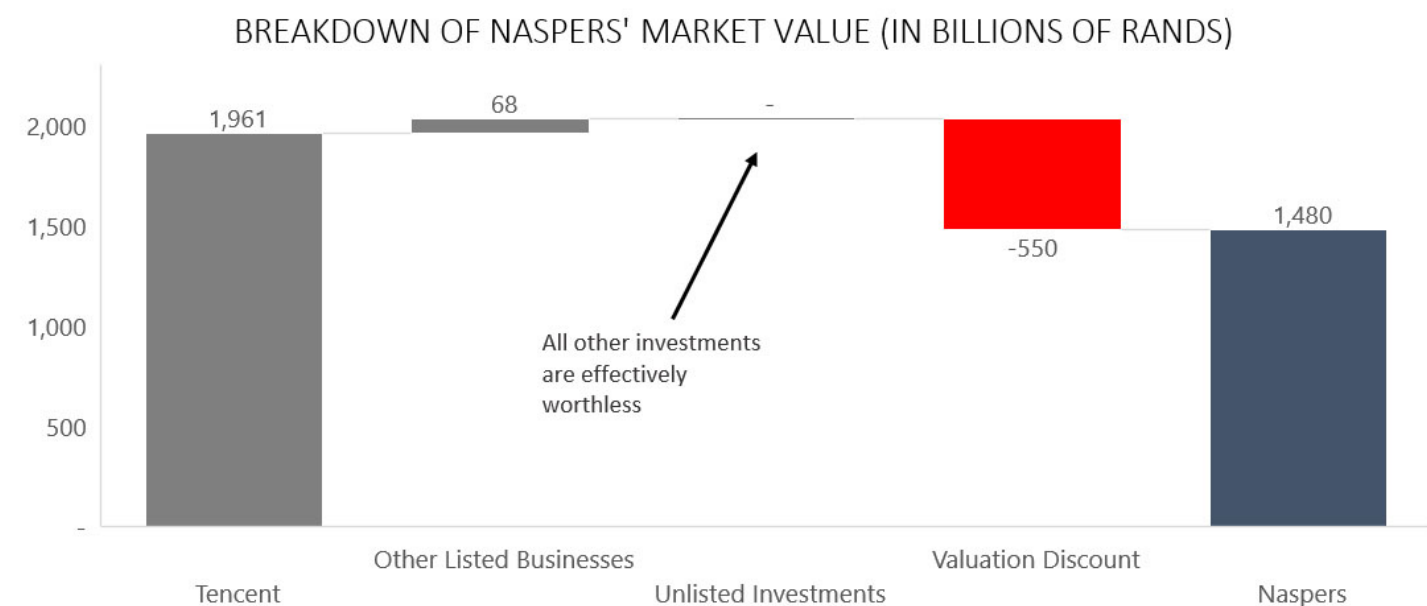 BREAKDOWN OF NASPERS' MARKET VALUE (IN BILLIONS OF RANDS)
2,000
1,500
1,000
500
-
1,961
68
-
-550
1,480
All other investments
are effectively
worthless
Tencent
Other Listed Businesses
Unlisted Investments
Valuation Discount
Naspers